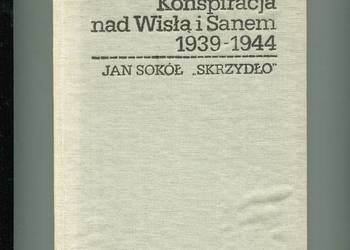 Konspiracja
nad Wisłą i Sanem
1939-1944
JAN SOKÓŁ „SKRZYDŁO"